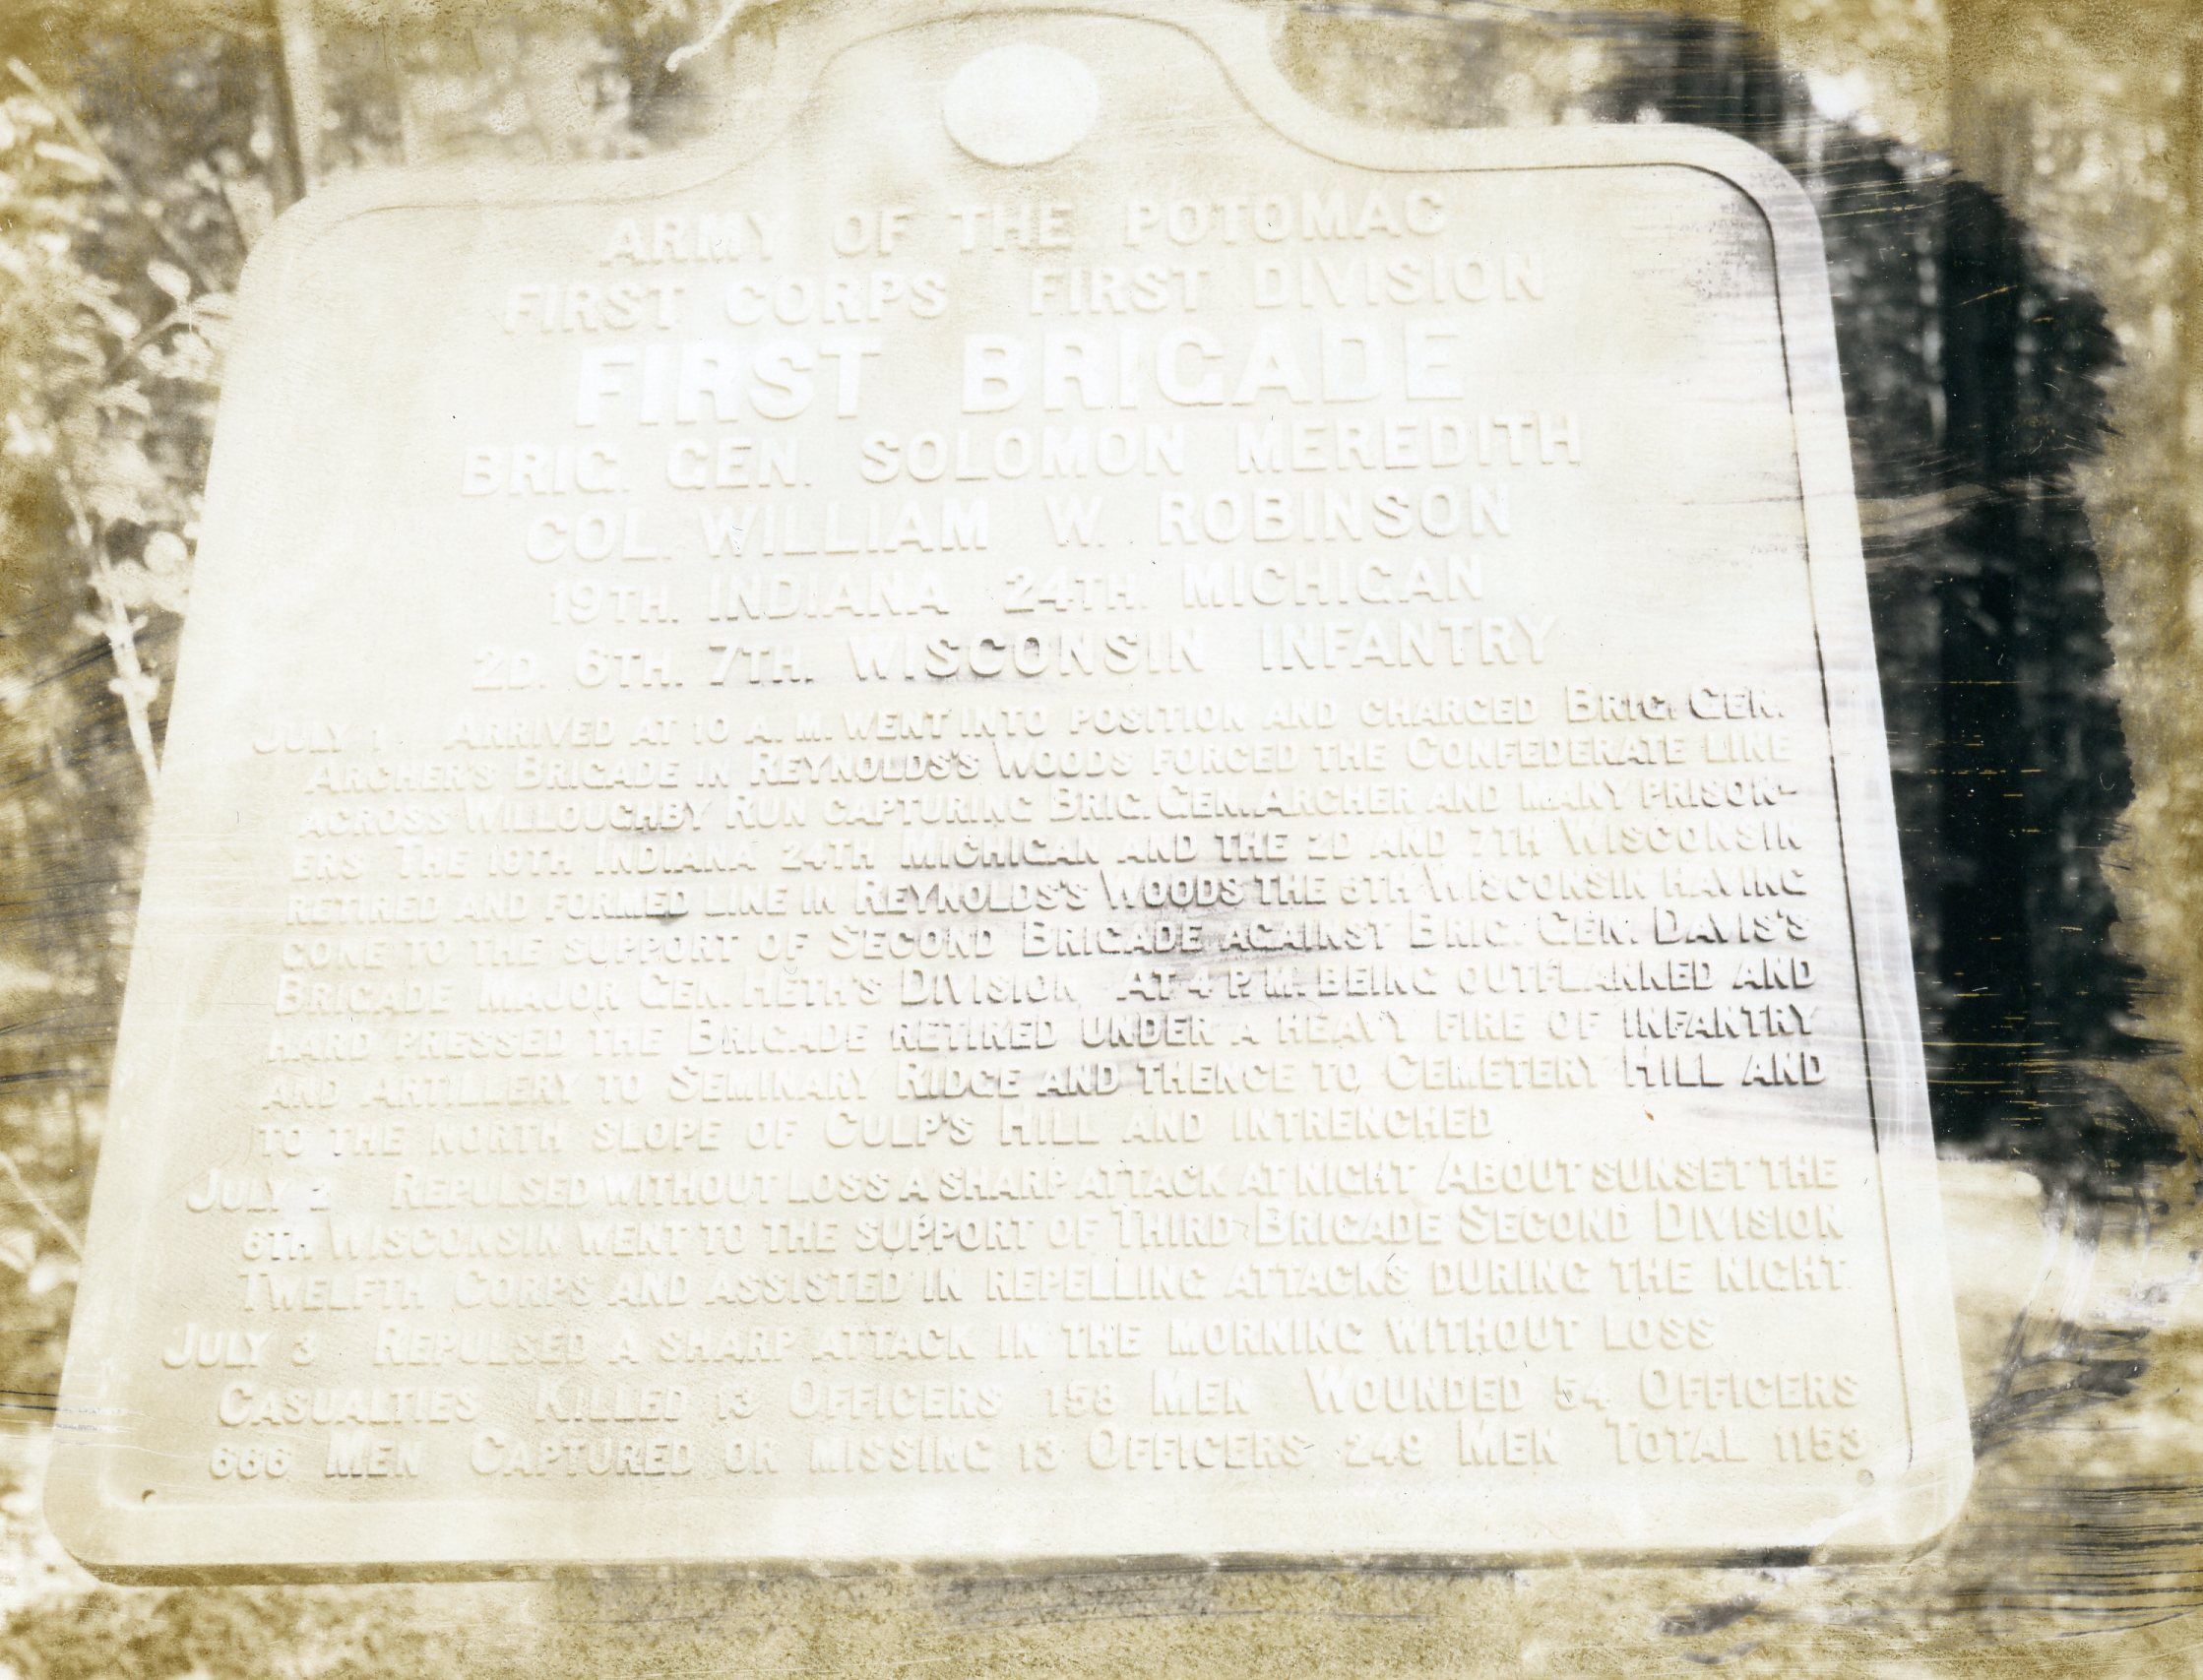 ARMY OF THE POTOMAC
FIRST CORPS FIRST DIVISION
FIRST BRIGADE
BRIG. GEN. SOLOMON MEREDITH
COL. WILLIAM W. ROBINSON
19TH. INDIANA 24TH. MICHIGAN
2D. 6TH. 7TH. WISCONSIN INFANTRY
JULY 1 ARRIVED AT 10 A.M. WENT INTO POSITION AND CHARGED BRIG. GEN.
ARCHER'S BRIGADE IN REYNOLDS'S WOODS FORCED THE CONFEDERATE LINE
ACROSS WILLOUGHBY RUN CAPTURING BRIG. GEN. ARCHER AND MANY PRISON-
ERS THE 19TH INDIANA 24TH MICHIGAN AND THE 2D AND 7TH WISCONSIN
RETIRED AND FORMED LINE IN REYNOLDS'S WOODS THE 6TH WISCONSIN HAVING
GONE TO THE SUPPORT OF SECOND BRIGADE AGAINST BRIG. GEN. DAVIS'S
BRIGADE MAJOR GEN. HETH'S DIVISION AT 4 P.M. BEING OUTFLANKED AND
HARD PRESSED THE BRIGADE RETIRED UNDER A HEAVY FIRE OF INFANTRY
AND ARTILLERY TO SEMINARY RIDGE AND THENCE TO CEMETERY HILL AND
TO THE NORTH SLOPE OF CULP'S HILL AND INTRENCHED
JULY 2 REPULSED WITHOUT LOSS A SHARP ATTACK AT NIGHT ABOUT SUNSET THE
6TH WISCONSIN WENT TO THE SUPPORT OF THIRD BRIGADE SECOND DIVISION
TWELFTH CORPS AND ASSISTED IN REPELLING ATTACKS DURING THE NIGHT
JULY 3 REPULSED A SHARP ATTACK IN THE MORNING WITHOUT LOSS
CASUALTIES KILLED 13 OFFICERS 158 MEN WOUNDED 54 OFFICERS
666 MEN CAPTURED OR MISSING 13 OFFICERS 249 MEN TOTAL 1153